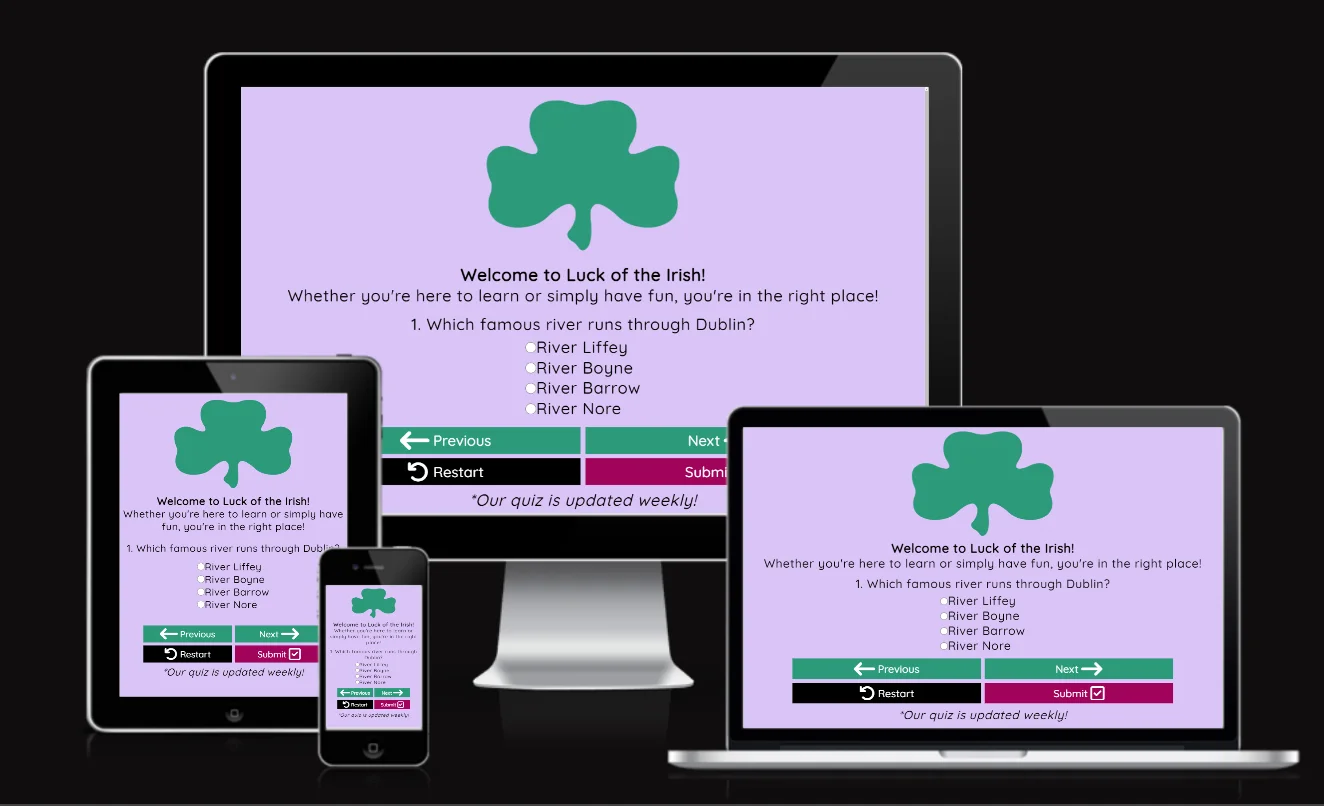 Welcome to Luck of the Irish!
Whether you're here to learn or simply have fun, you're in the right place!
1. Which famous river runs through Dublin?
River Liffey
River Boyne
River Barrow
River Nore
Previous
Next
Restart
Submi
*Our quiz is updated weekly!
Welcome to Luck of the Irish!
Whether you're here to learn or simply have
fun, you're in the right place!
1. Which famous river runs through Dublin?
River Liffey
River Boyne
River Barrow
River Nore
Previous
Next
Restart
Submit
*Our quiz is updated weekly!
Welcome to Luck of the Irish!
Whether you're here to learn or
simply have fun, you're in the right
place!
1. Which famous river runs through
Dublin?
River Liffey
River Boyne
River Barrow
River Nore
Previous
Next
Restart
Submit
*Our quiz is updated weekly!
Welcome to Luck of the Irish!
Whether you're here to learn or simply have fun, you're in the right place!
1. Which famous river runs through Dublin?
River Liffey
River Boyne
River Barrow
River Nore
Previous
Next
Restart
Submit
*Our quiz is updated weekly!